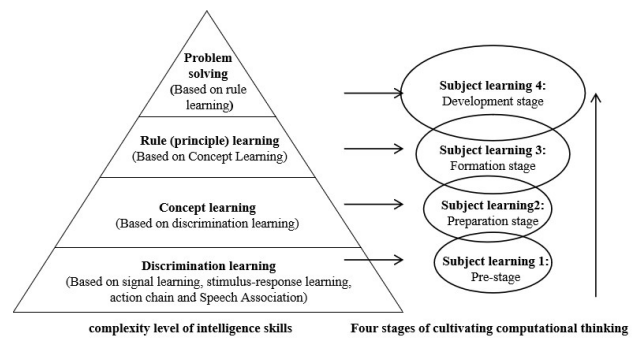 Problem
solving
(Based on rule
learning)
Rule (principle) learning
(Based on Concept Learning)
Concept learning
(Based on discrimination learning)
Discrimination learning
(Based on signal learning, stimulus-response learning,
action chain and Speech Association)
complexity level of intelligence skills
Subject learning 4:
Development stage
Subject learning 3:
Formation stage
Subject learning2:
Preparation stage
Subject learning 1:
Pre-stage
Four stages of cultivating computational thinking